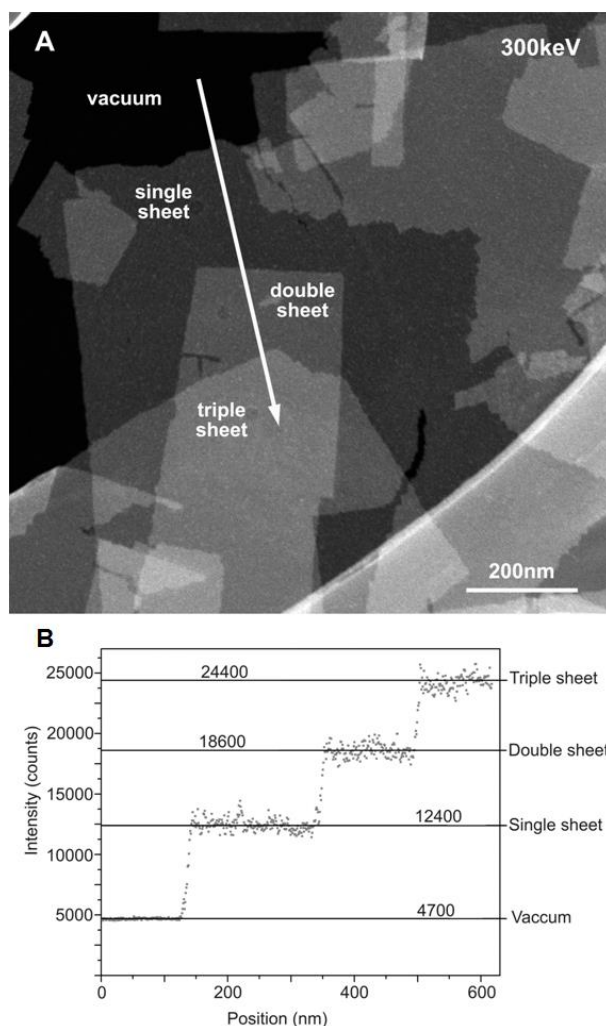 A
300keV
vacuum
single
sheet
double
sheet
triple
sheet
200nm
B
25000
20000
15000
10000
5000
0
200
400
600
24400
18600
12400
4700
Triple sheet
Double sheet
Single sheet
Vaccum
Intensity (counts)
Position (nm)